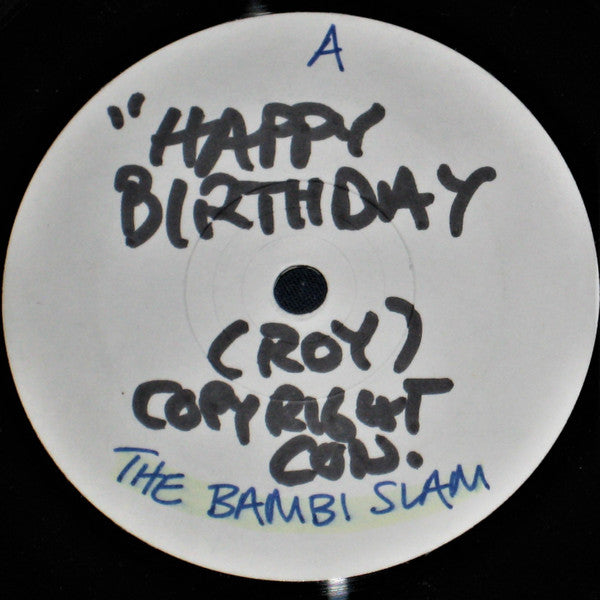 A
"HAPPY
BIRTHDAY
(ROY)
COPYRIGHT
CON.
THE BAMBI SLAM